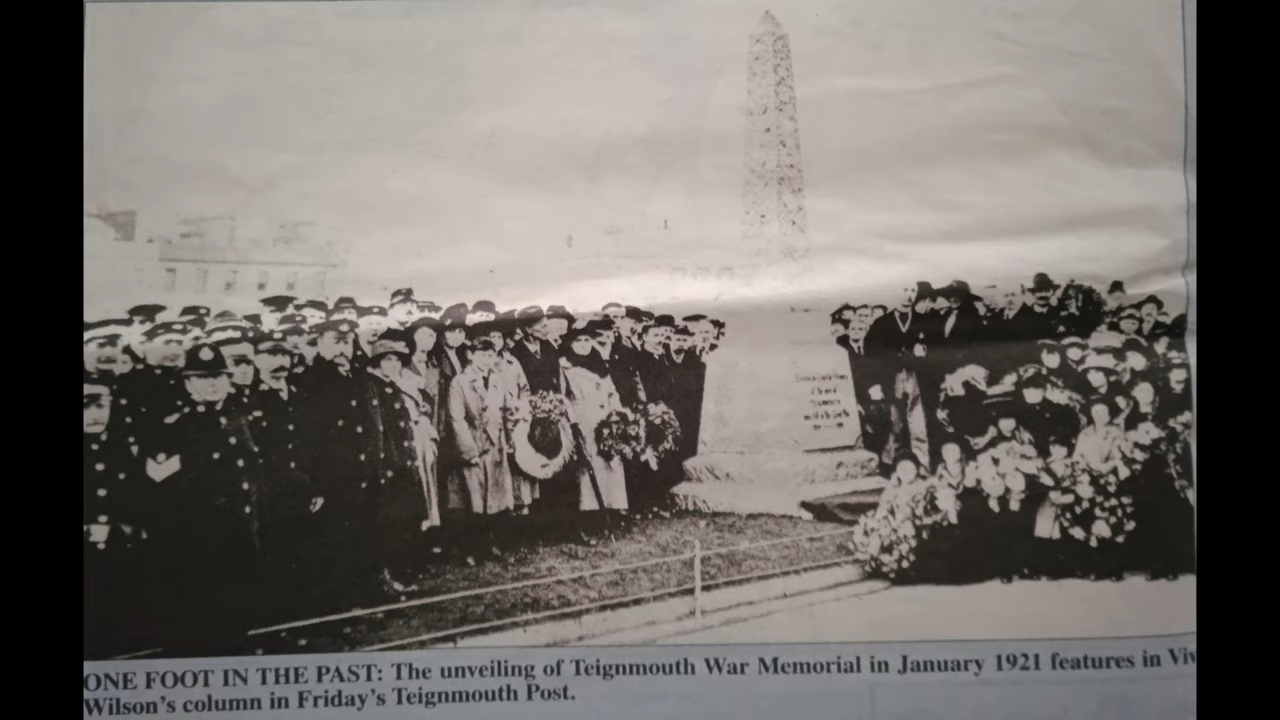 ONE FOOT IN THE PAST: The unveiling of Teignmouth War Memorial in January 1921 features in Viv
Wilson's column in Friday's Teignmouth Post.